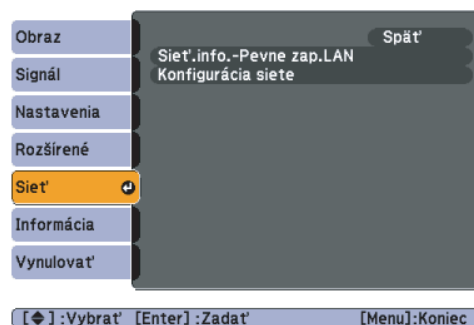 Obraz
Signál
Nastavenia
Rozšírené
Sieť
Informácia
Vynulovať
Späť
Sieť.info.-Pevne zap.LAN
Konfigurácia siete
[◆]:Vybrať [Enter]:Zadať [Menu]:Koniec